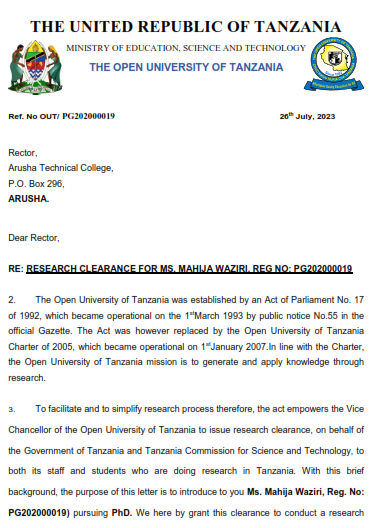 THE UNITED REPUBLIC OF TANZANIA
MINISTRY OF EDUCATION, SCIENCE AND TECHNOLOGY
THE OPEN UNIVERSITY OF TANZANIA
Ref. No OUT/ PG202000019 26th July, 2023
Rector,
Arusha Technical College,
P.O. Box 296,
ARUSHA.
Dear Rector,
RE: RESEARCH CLEARANCE FOR MS. MAHIJA WAZIRI, REG NO: PG202000019
2. The Open University of Tanzania was established by an Act of Parliament No. 17
of 1992, which became operational on the 1stMarch 1993 by public notice No.55 in the
official Gazette. The Act was however replaced by the Open University of Tanzania
Charter of 2005, which became operational on 1stJanuary 2007.In line with the Charter,
the Open University of Tanzania mission is to generate and apply knowledge through
research.
3. To facilitate and to simplify research process therefore, the act empowers the Vice
Chancellor of the Open University of Tanzania to issue research clearance, on behalf of
the Government of Tanzania and Tanzania Commission for Science and Technology, to
both its staff and students who are doing research in Tanzania. With this brief
background, the purpose of this letter is to introduce to you Ms. Mahija Waziri, Reg. No:
PG202000019) pursuing PhD. We here by grant this clearance to conduct a research